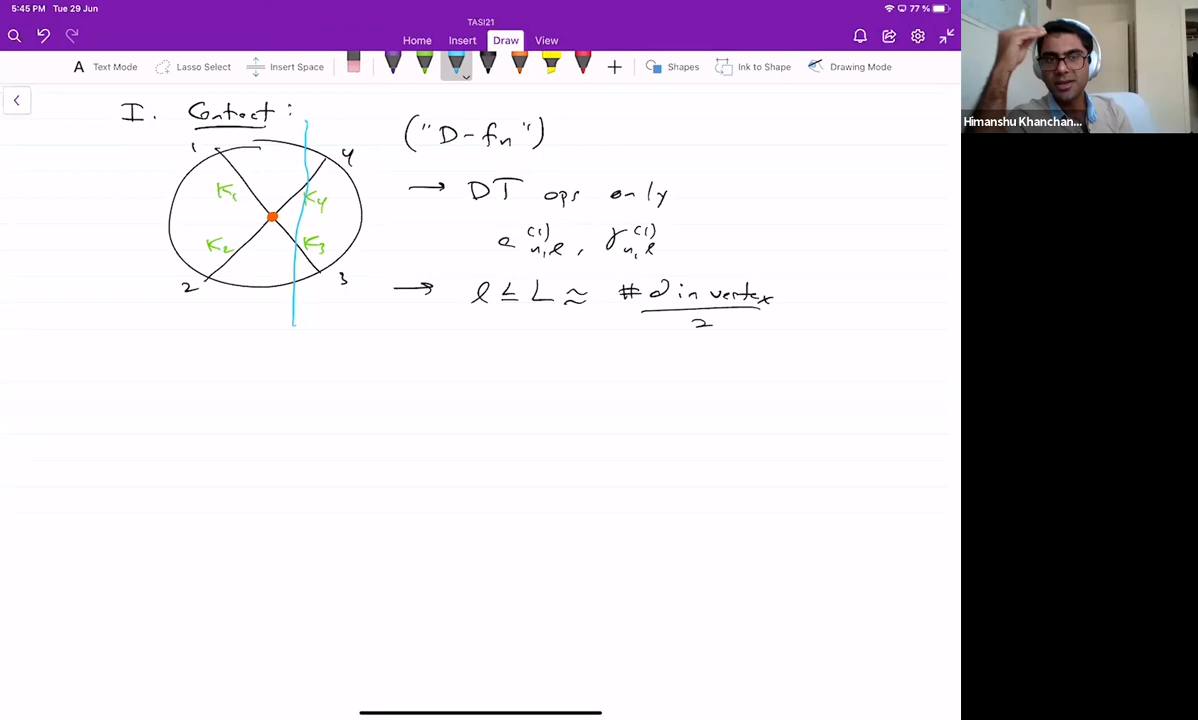 5:45 PM Tue 29 Jun
77 %
TASI21
Home Insert Draw View
A Text Mode Lasso Select Insert Space Shapes Ink to Shape Drawing Mode
Himanshu Khanchan...
I. Contact :
("D-fn")
1 4
K1 K4
K2 K3
2 3
→ DT ops only
a^(1)_n,ℓ , γ^(1)_n,ℓ
→ ℓ ≤ L ≈ # ∂ in vertex
2